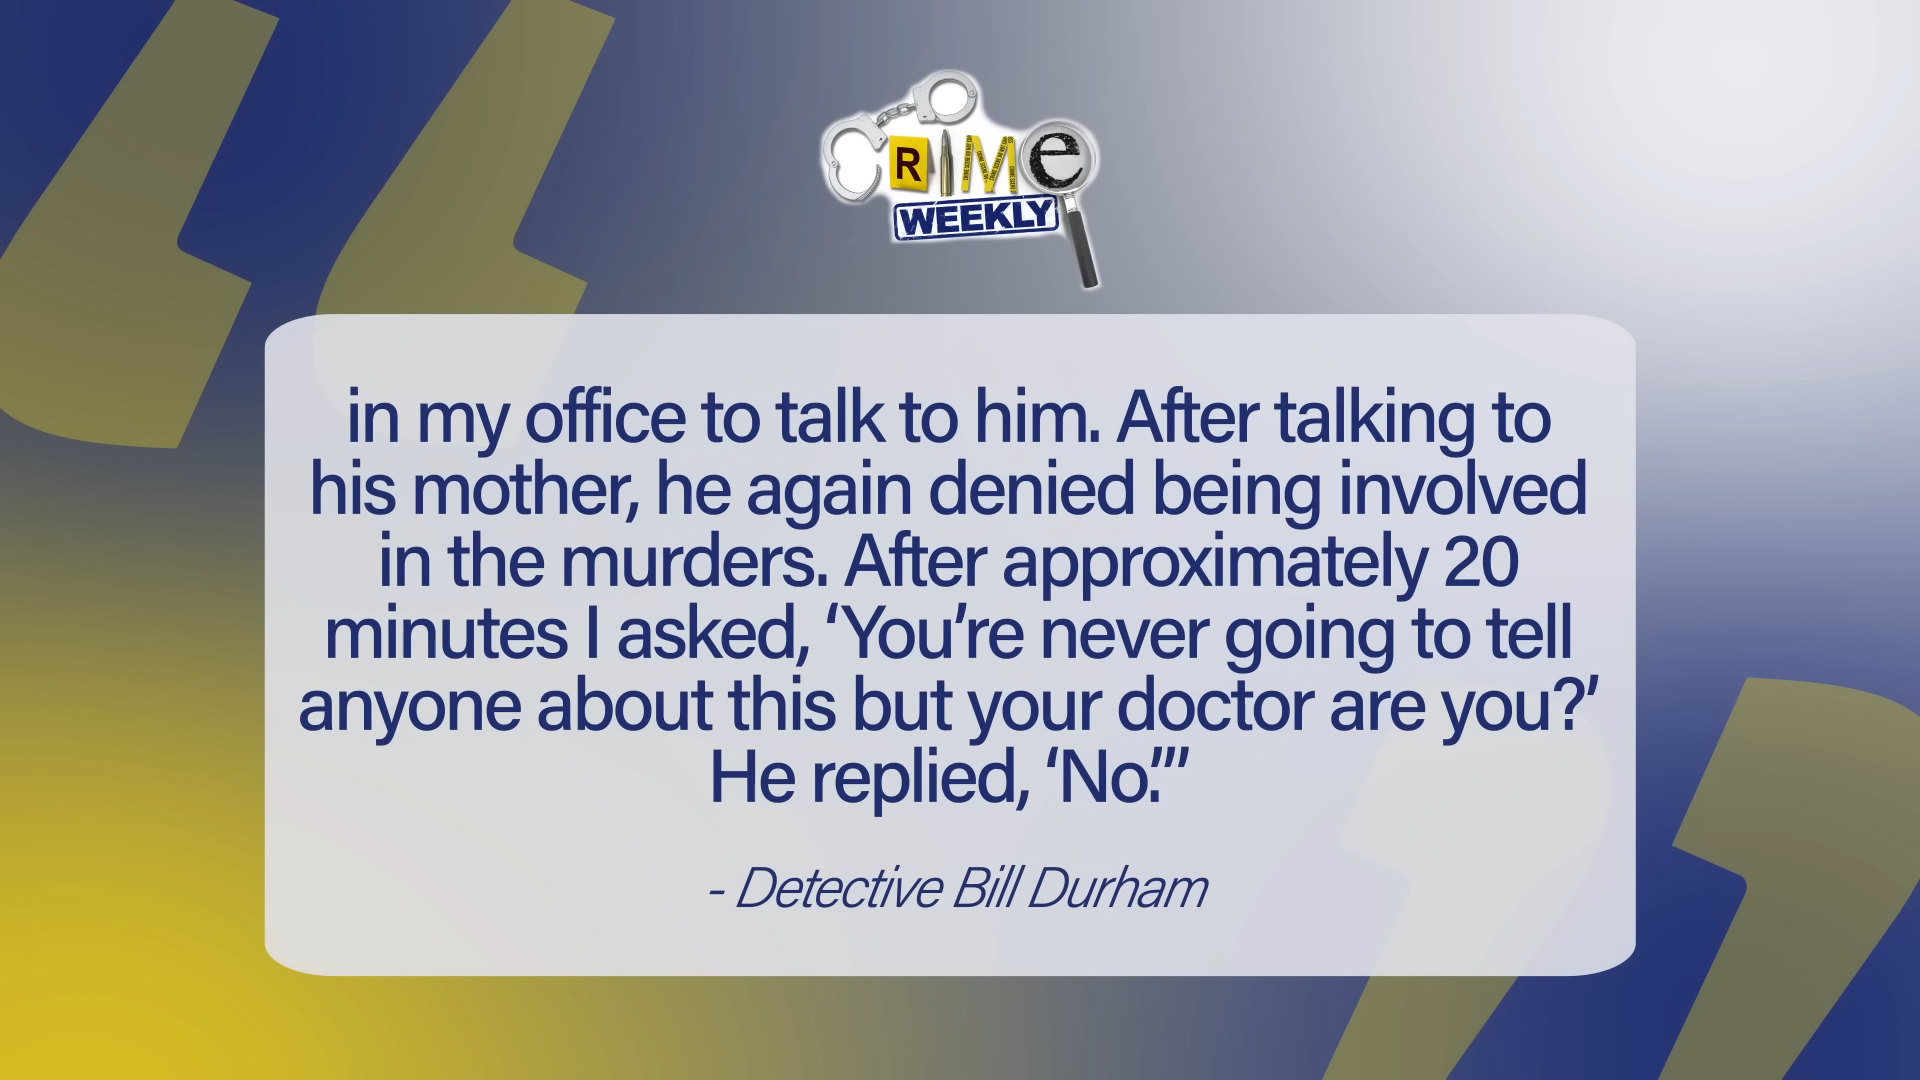 CRIMe
WEEKLY
in my office to talk to him. After talking to
his mother, he again denied being involved
in the murders. After approximately 20
minutes I asked, ‘You’re never going to tell
anyone about this but your doctor are you?’
He replied, ‘No.’”
- Detective Bill Durham